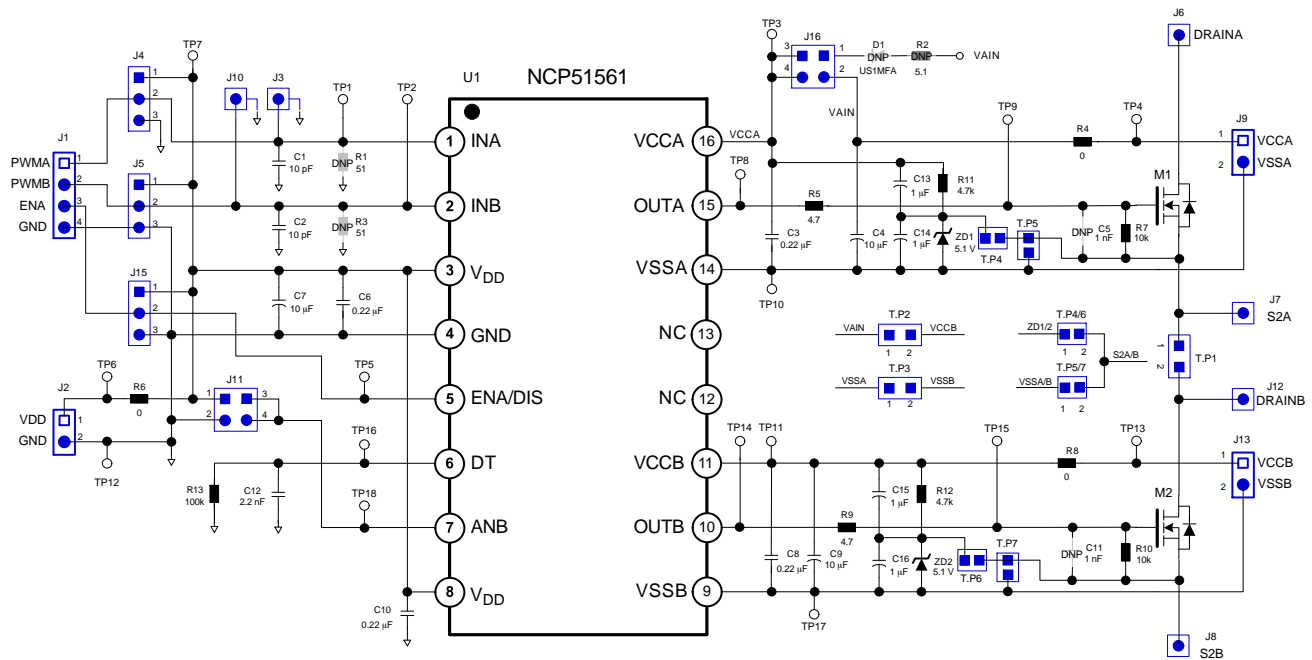 J6
DRAINA
TP3
J16
3
1
4
2
D1
DNP
US1MFA
R2
DNP
5.1
VAIN
VAIN
J4
1
2
3
TP7
J10
J3
TP1
TP2
U1
NCP51561
J1
PWMA
1
PWMB
2
ENA
3
GND
4
J5
1
2
3
C1
10 pF
DNP
R1
51
C2
10 pF
DNP
R3
51
1
INA
2
INB
3
VDD
4
GND
5
ENA/DIS
6
DT
7
ANB
8
VDD
VCCA
16
OUTA
15
VSSA
14
NC
13
NC
12
VCCB
11
OUTB
10
VSSB
9
VCCA
TP8
R5
4.7
C3
0.22 µF
C4
10 µF
C13
1 µF
R11
4.7k
C14
1 µF
ZD1
5.1 V
T.P4
T.P5
TP9
R4
0
TP4
J9
1
VCCA
2
VSSA
M1
DNP
C5
1 nF
R7
10k
TP10
J15
1
2
3
C7
10 µF
C6
0.22 µF
J7
S2A
T.P2
VAIN
VCCB
1 2
T.P3
VSSA
VSSB
1 2
T.P4/6
ZD1/2
1 2
S2A/B
T.P5/7
VSSA/B
1 2
1
2
T.P1
J12
DRAINB
J2
VDD
1
GND
2
TP6
R6
0
J11
1
3
2
4
TP5
TP12
TP16
R13
100k
C12
2.2 nF
TP18
C10
0.22 µF
TP14
TP11
TP15
R8
0
TP13
J13
1
VCCB
2
VSSB
C15
1 µF
R12
4.7k
R9
4.7
M2
C8
0.22 µF
C9
10 µF
C16
1 µF
ZD2
5.1 V
T.P6
T.P7
DNP
C11
1 nF
R10
10k
TP17
J8
S2B